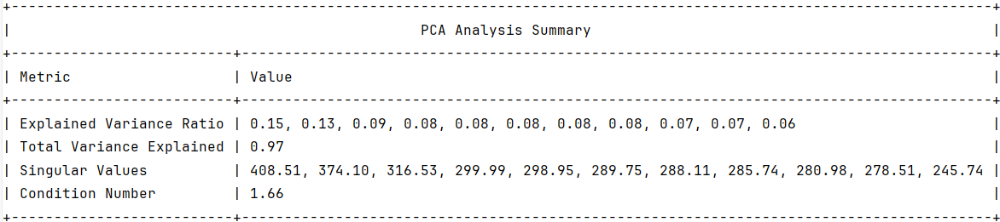 PCA Analysis Summary
Metric | Value
Explained Variance Ratio | 0.15, 0.13, 0.09, 0.08, 0.08, 0.08, 0.08, 0.08, 0.07, 0.07, 0.06
Total Variance Explained | 0.97
Singular Values | 408.51, 374.10, 316.53, 299.99, 298.95, 289.75, 288.11, 285.74, 280.98, 278.51, 245.74
Condition Number | 1.66